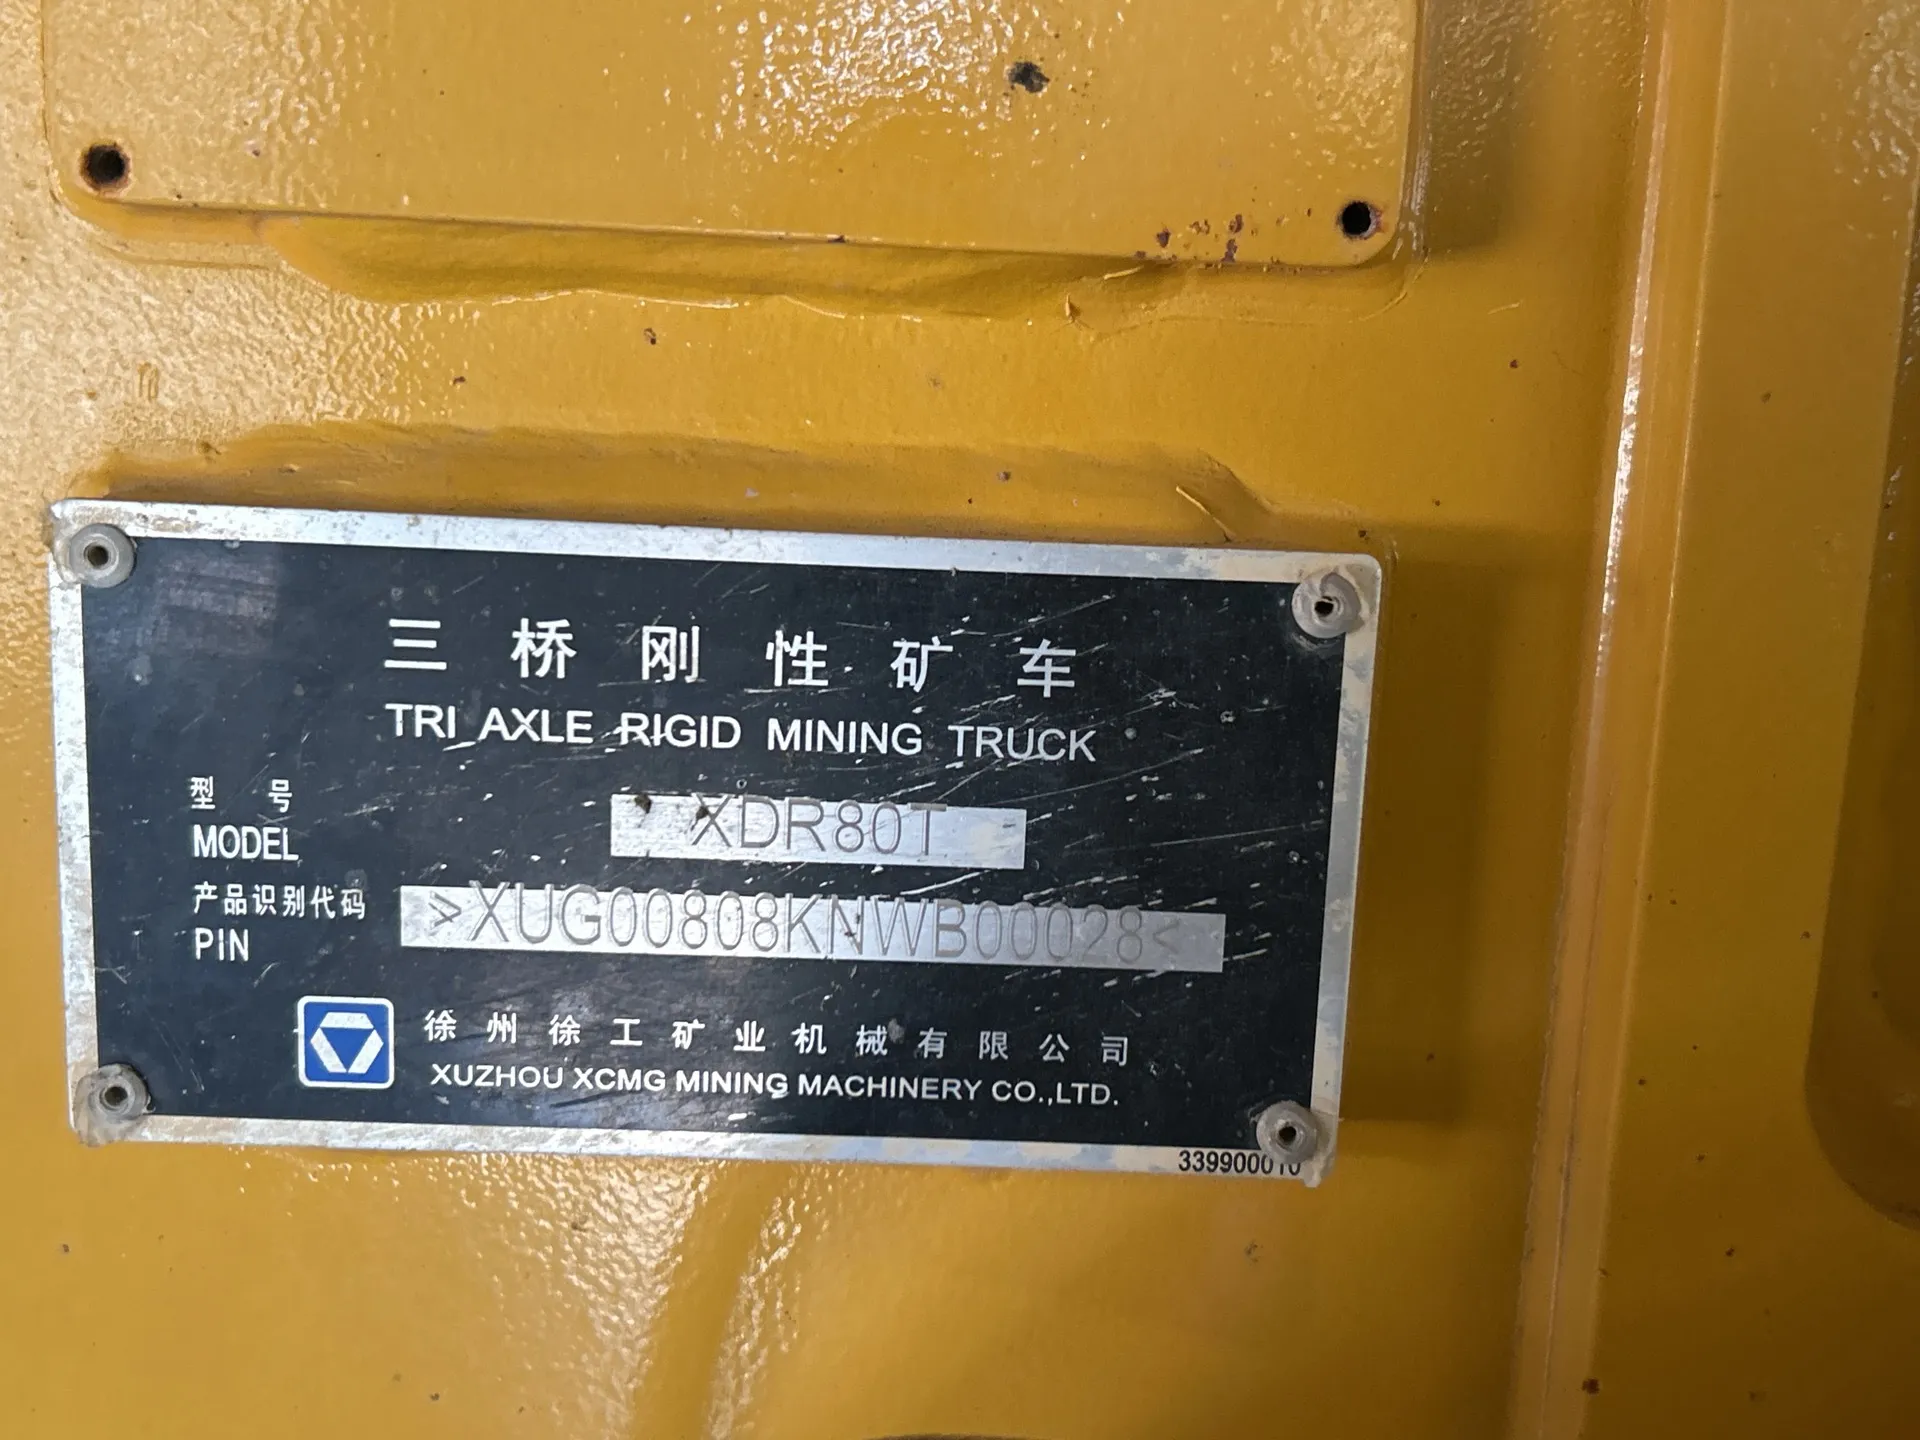 三桥刚性矿车
TRI AXLE RIGID MINING TRUCK
型 号
MODEL
XDR80T
产品识别代码
PIN
>XUG00808KNWB00028<
徐州徐工矿业机械有限公司
XUZHOU XCMG MINING MACHINERY CO.,LTD.
339900010